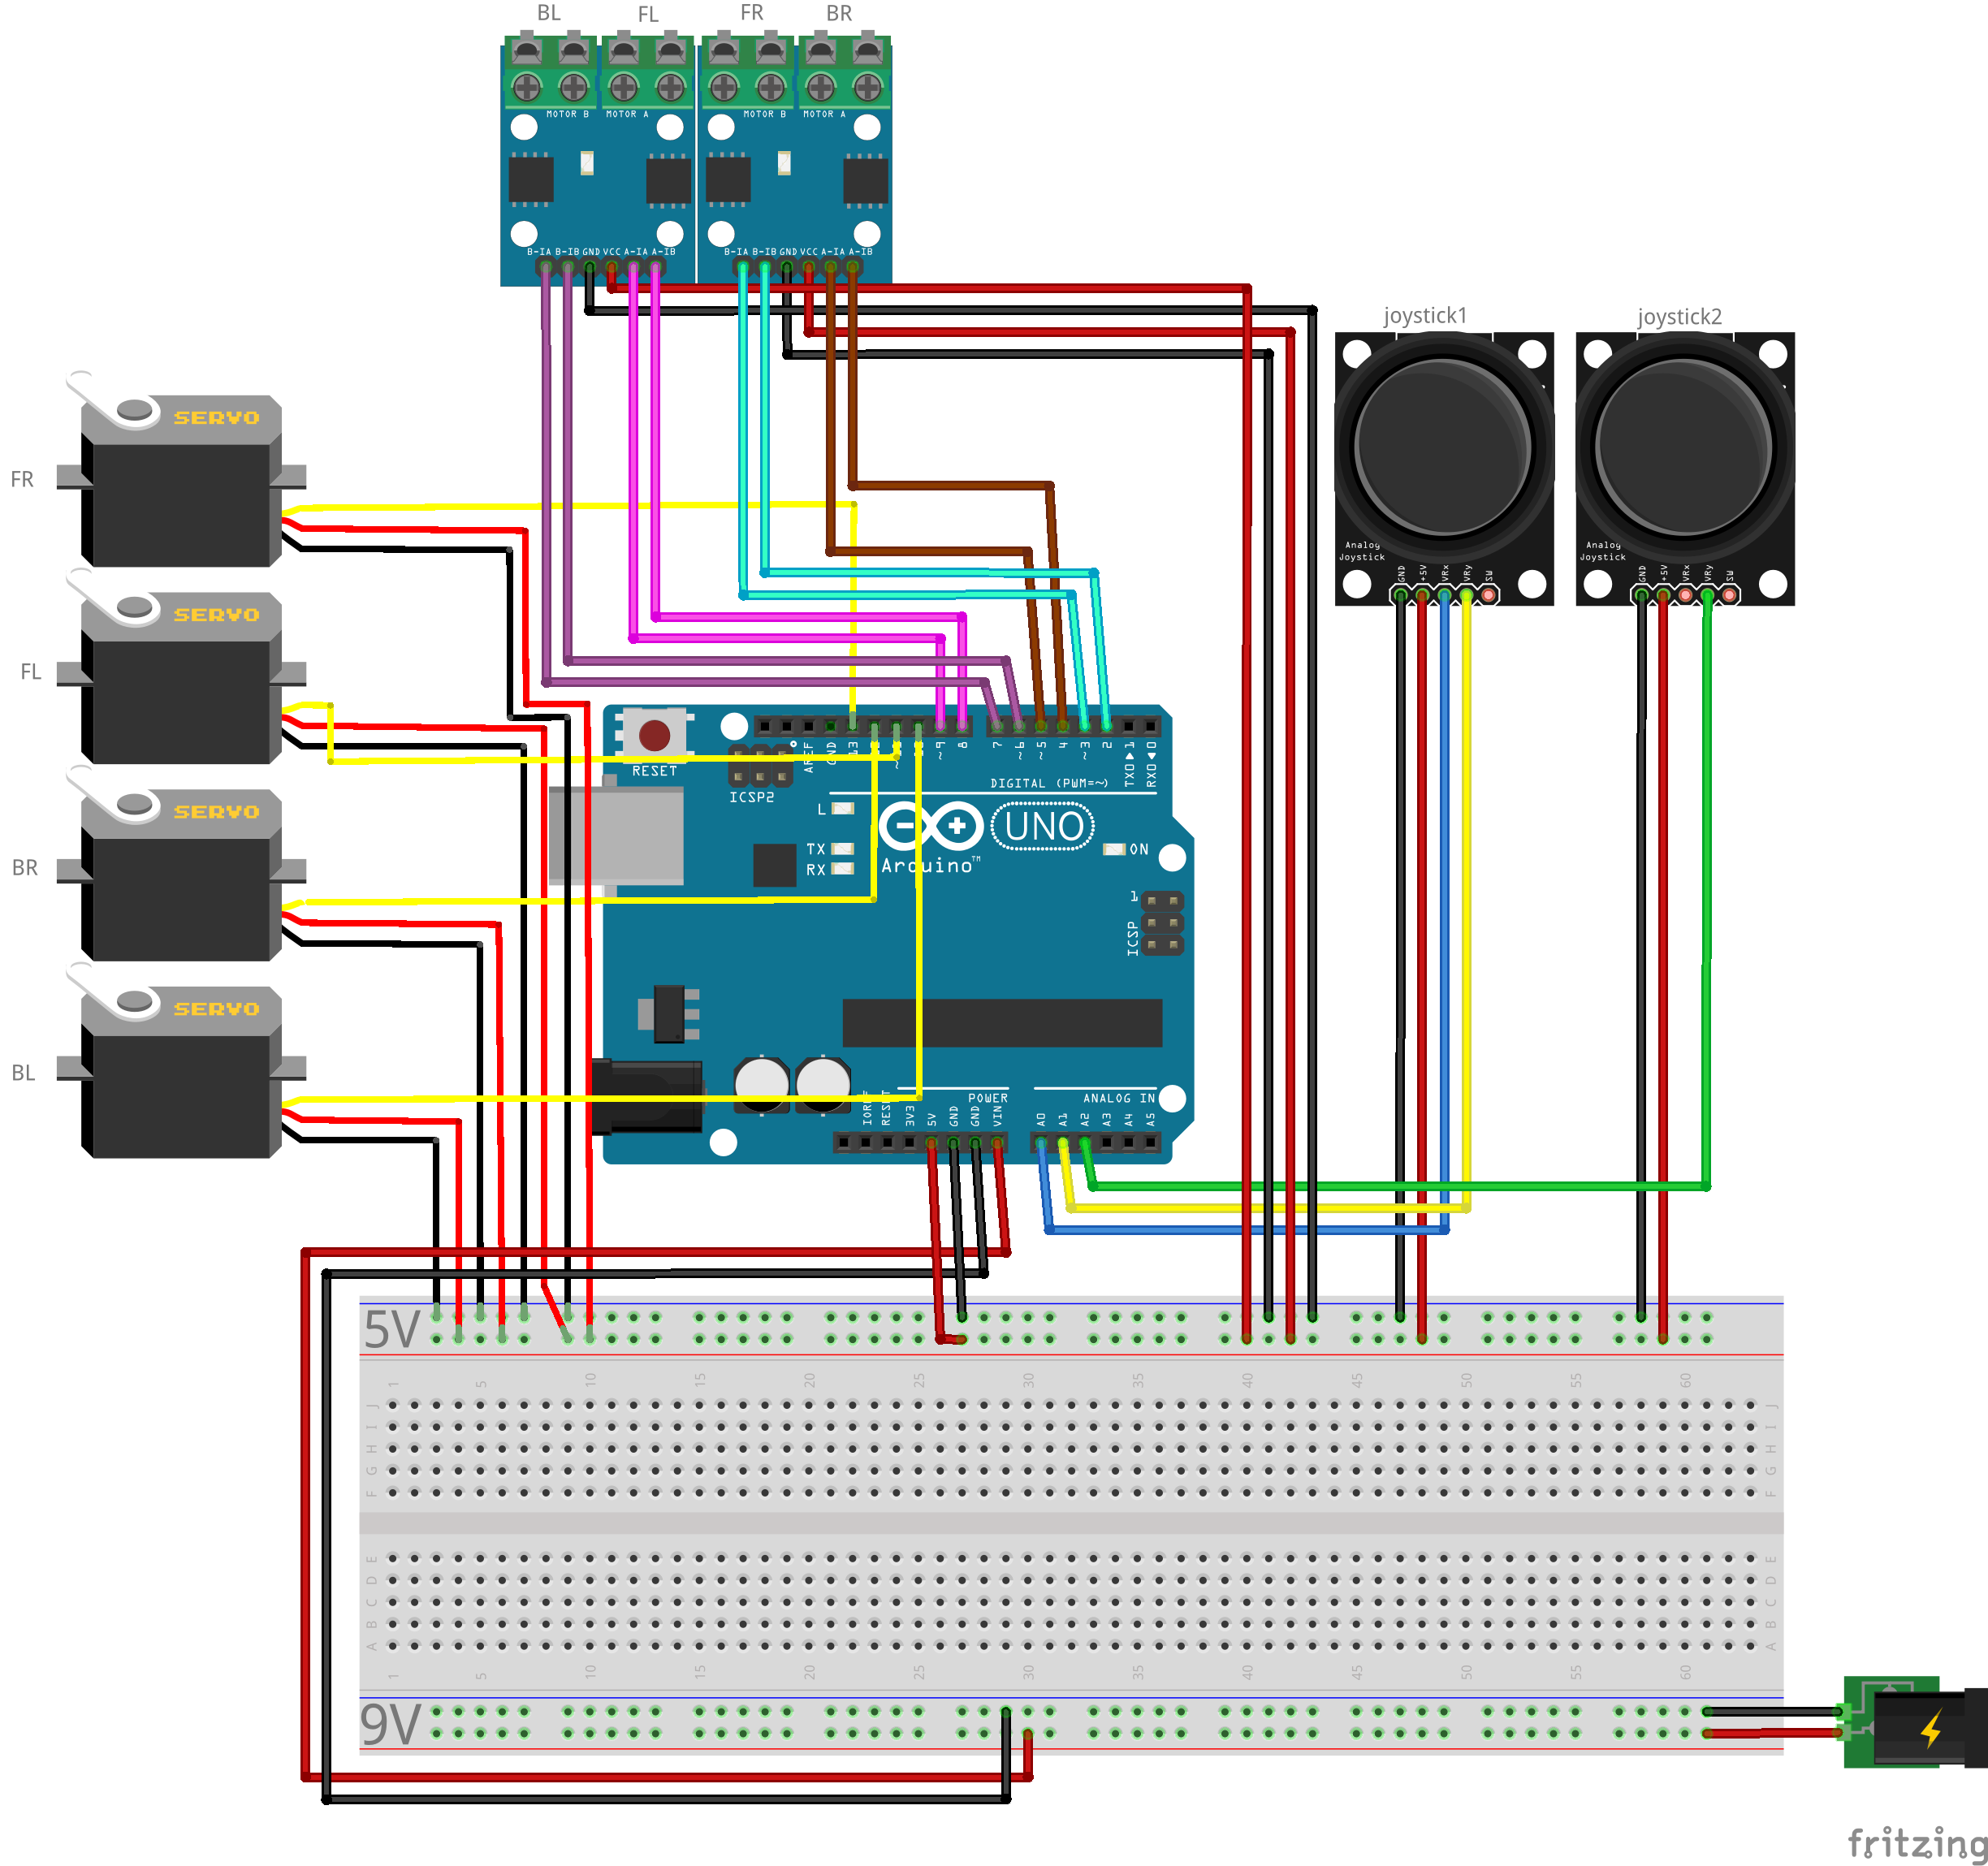 BL FL FR BR
MOTOR B MOTOR A MOTOR B MOTOR A
B-IA B-IB GND VCC A-IA A-IB B-IA B-IB GND VCC A-IA A-IB
joystick1 joystick2
SERVO
FR
Analog
Joystick
GND +5V VRx VRy SW
Analog
Joystick
GND +5V VRx VRy SW
SERVO
FL
RESET
ICSP2
AREF GND 13 ~9 8 7 ~6 ~5 4 ~3 2 TX0▶1 RX0◀0
DIGITAL (PWM=~)
SERVO
BR
L
TX
RX
UNO
Arduino™
ON
1
ICSP
SERVO
BL
POWER ANALOG IN
IOREF RESET 3V3 5V GND GND VIN A0 A1 A2 A3 A4 A5
5V
1 5 10 15 20 25 30 35 40 45 50 55 60
J J
I I
H H
G G
F F
E E
D D
C C
B B
A A
1 5 10 15 20 25 30 35 40 45 50 55 60
9V
fritzing